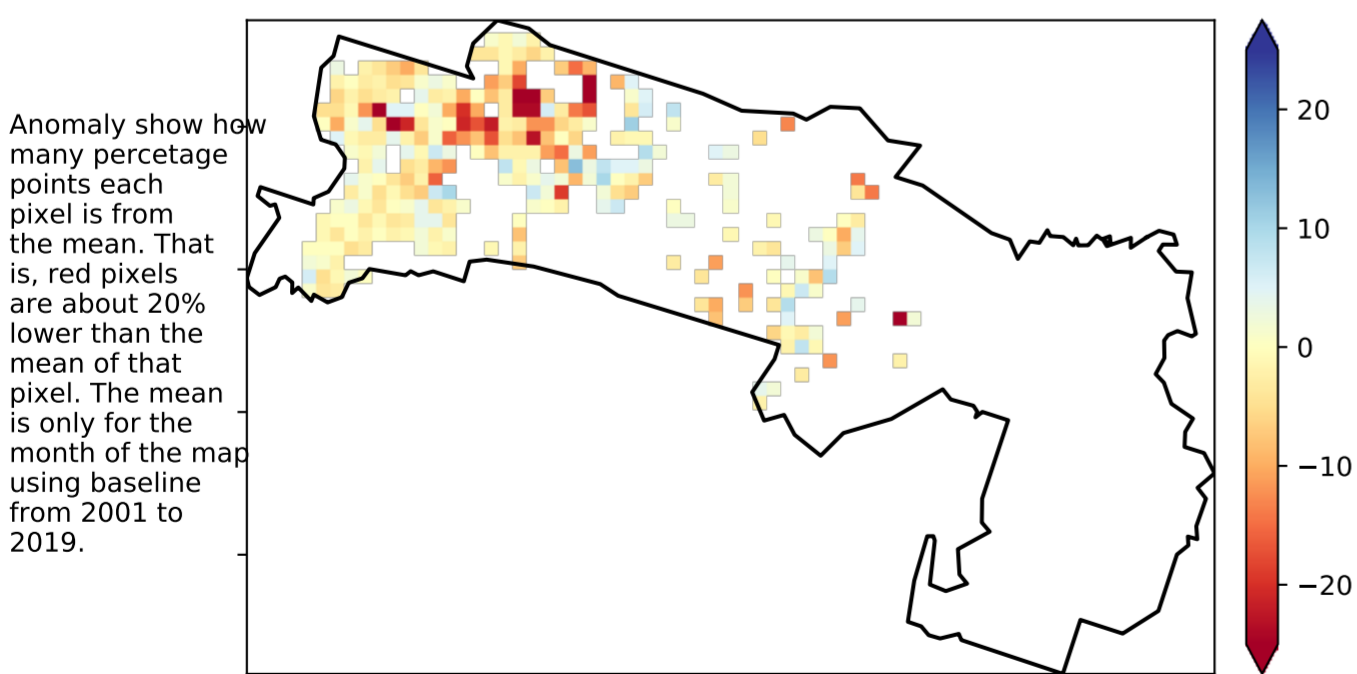 Anomaly show how
many percetage
points each
pixel is from
the mean. That
is, red pixels
are about 20%
lower than the
mean of that
pixel. The mean
is only for the
month of the map
using baseline
from 2001 to
2019.
20
10
0
−10
−20